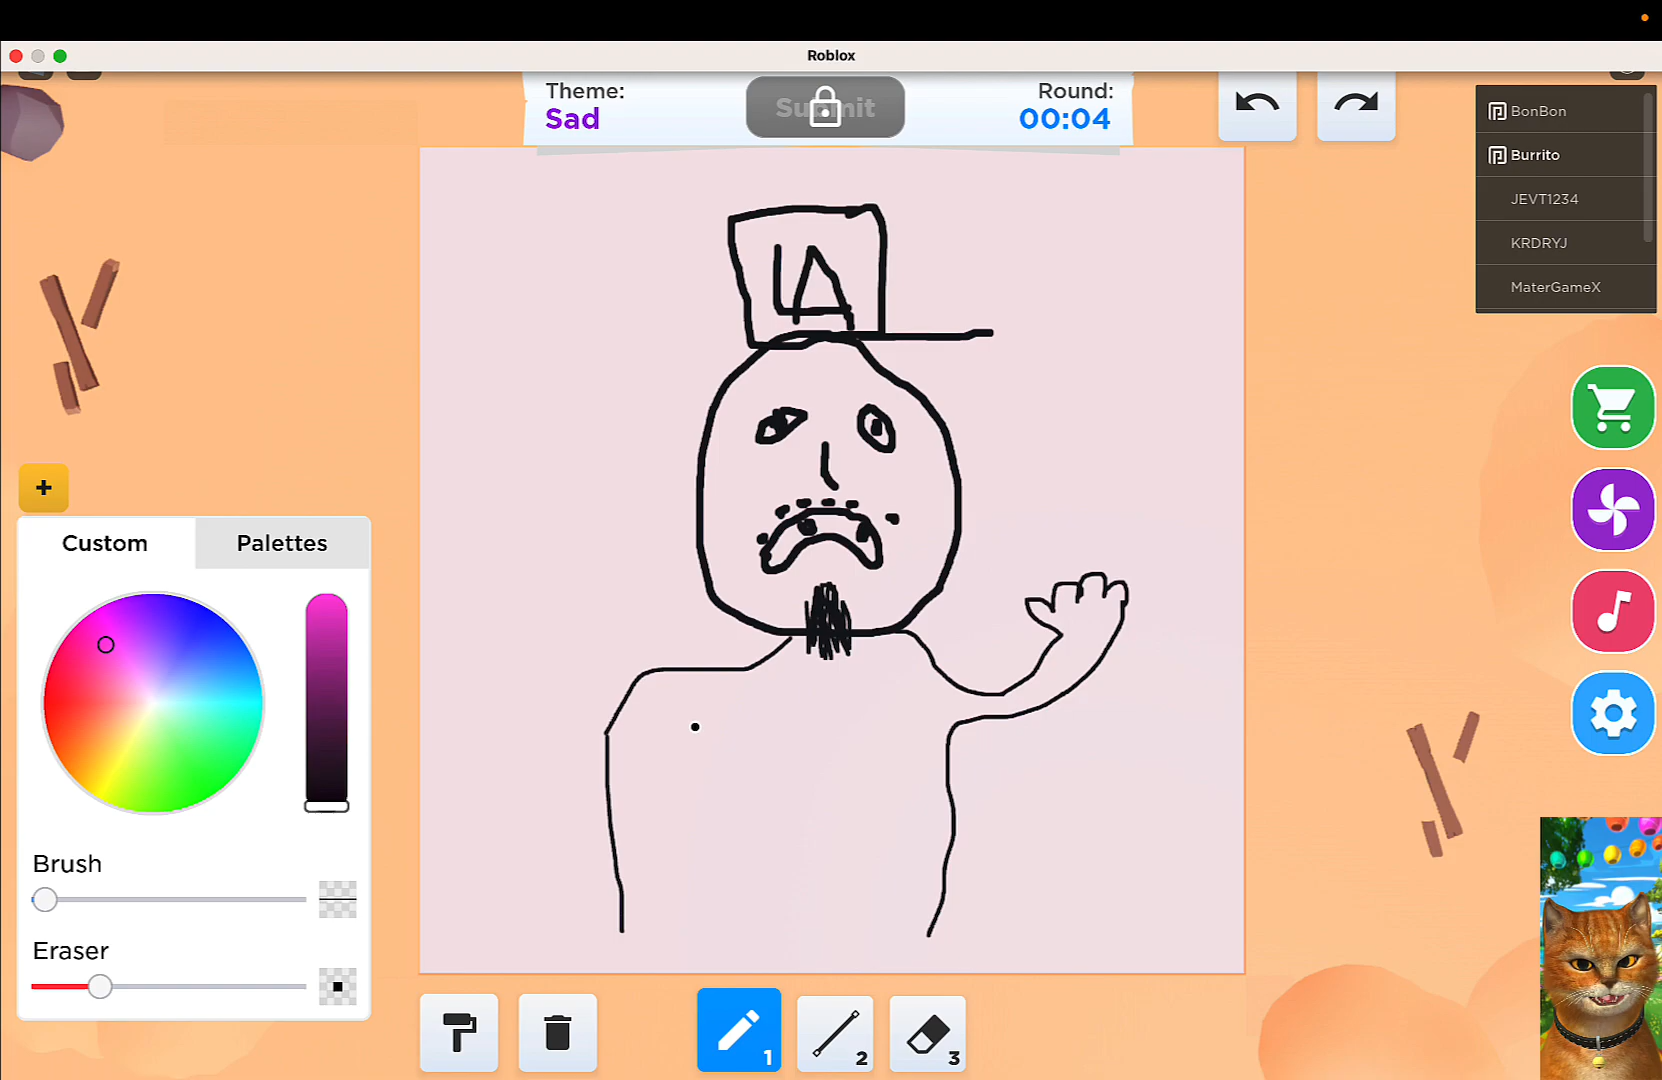 Roblox
Theme:
Sad
Submit
Round:
00:04
BonBon
Burrito
JEVT1234
KRDRYJ
MaterGameX
LA
+
Custom
Palettes
Brush
Eraser
1
2
3